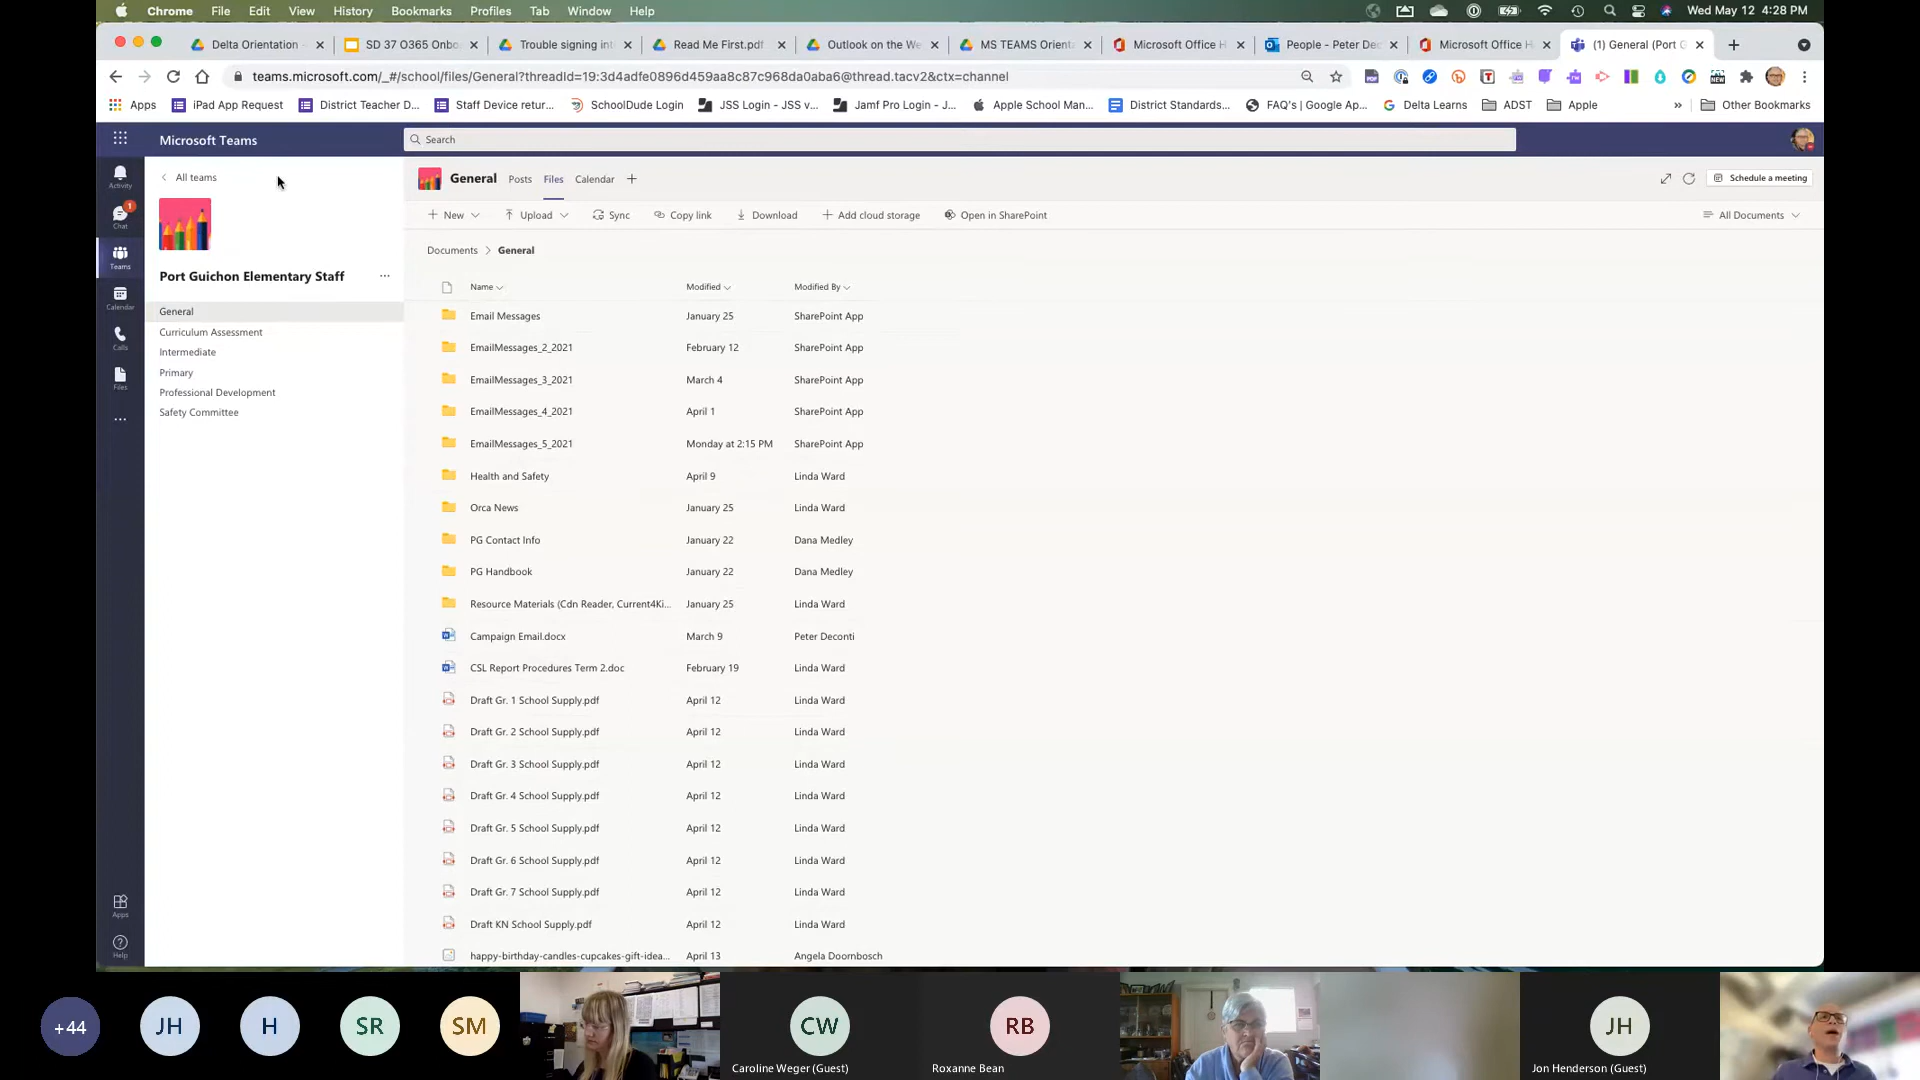 Chrome File Edit View History Bookmarks Profiles Tab Window Help Wed May 12 4:28 PM
Delta Orientation - SD 37 O365 Onbo Trouble signing int Read Me First.pdf Outlook on the We MS TEAMS Orienta Microsoft Office H People - Peter Dec Microsoft Office H (1) General (Port G
teams.microsoft.com/_#/school/files/General?threadId=19:3d4adfe0896d459aa8c87c968da0aba6@thread.tacv2&ctx=channel
Apps iPad App Request District Teacher D... Staff Device retur... SchoolDude Login JSS Login - JSS v... Jamf Pro Login - J... Apple School Man... District Standards... FAQ's | Google Ap... Delta Learns ADST Apple » Other Bookmarks
Microsoft Teams
Search
Activity
Chat
1
Teams
Calendar
Calls
Files
...
Apps
Help
All teams
Port Guichon Elementary Staff ...
General
Curriculum Assessment
Intermediate
Primary
Professional Development
Safety Committee
General Posts Files Calendar + Schedule a meeting
New Upload Sync Copy link Download Add cloud storage Open in SharePoint All Documents
Documents > General
Name Modified Modified By
Email Messages January 25 SharePoint App
EmailMessages_2_2021 February 12 SharePoint App
EmailMessages_3_2021 March 4 SharePoint App
EmailMessages_4_2021 April 1 SharePoint App
EmailMessages_5_2021 Monday at 2:15 PM SharePoint App
Health and Safety April 9 Linda Ward
Orca News January 25 Linda Ward
PG Contact Info January 22 Dana Medley
PG Handbook January 22 Dana Medley
Resource Materials (Cdn Reader, Current4Ki... January 25 Linda Ward
Campaign Email.docx March 9 Peter Deconti
CSL Report Procedures Term 2.doc February 19 Linda Ward
Draft Gr. 1 School Supply.pdf April 12 Linda Ward
Draft Gr. 2 School Supply.pdf April 12 Linda Ward
Draft Gr. 3 School Supply.pdf April 12 Linda Ward
Draft Gr. 4 School Supply.pdf April 12 Linda Ward
Draft Gr. 5 School Supply.pdf April 12 Linda Ward
Draft Gr. 6 School Supply.pdf April 12 Linda Ward
Draft Gr. 7 School Supply.pdf April 12 Linda Ward
Draft KN School Supply.pdf April 12 Linda Ward
happy-birthday-candles-cupcakes-gift-idea... April 13 Angela Doornbosch
+44 JH H SR SM CW RB JH
Caroline Weger (Guest) Roxanne Bean Jon Henderson (Guest)